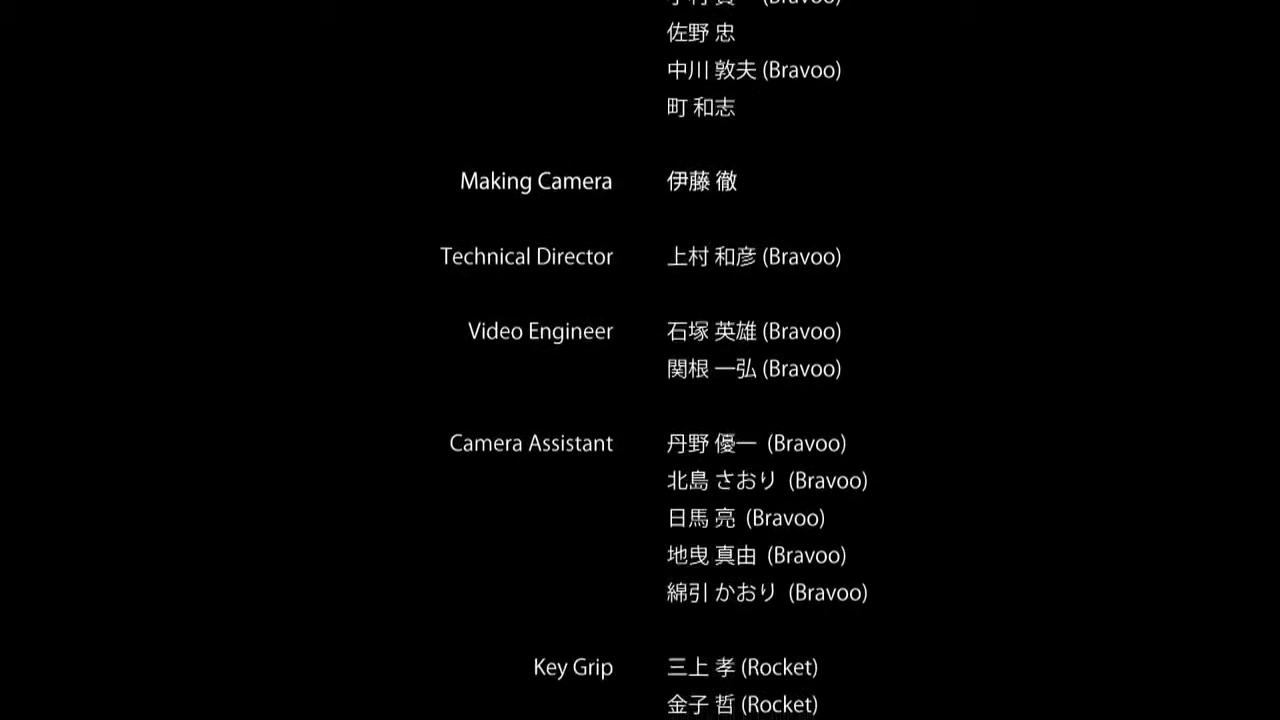 (Bravoo)
佐野 忠
中川 敦夫 (Bravoo)
町 和志
Making Camera 伊藤 徹
Technical Director 上村 和彦 (Bravoo)
Video Engineer 石塚 英雄 (Bravoo)
関根 一弘 (Bravoo)
Camera Assistant 丹野 優一 (Bravoo)
北島 さおり (Bravoo)
日馬 亮 (Bravoo)
地曳 真由 (Bravoo)
綿引 かおり (Bravoo)
Key Grip 三上 孝 (Rocket)
金子 哲 (Rocket)